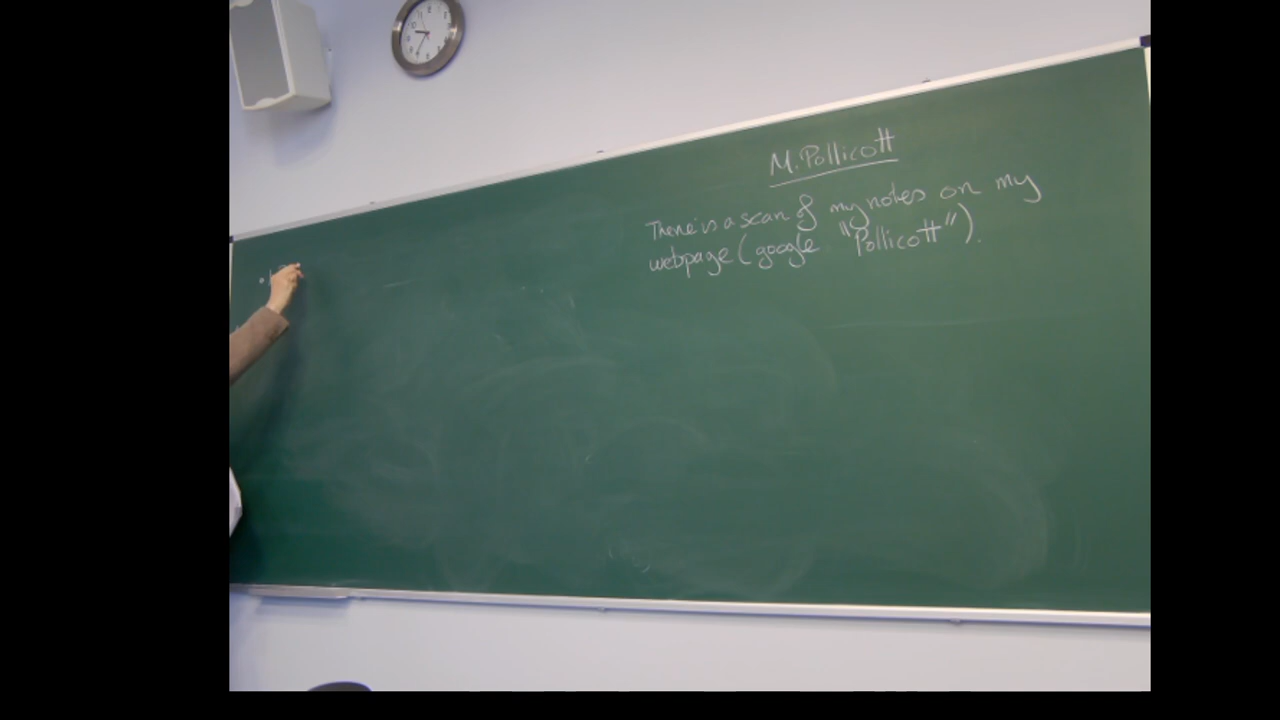 M. Pollicott
There is a scan of my notes on my
webpage (google "Pollicott").